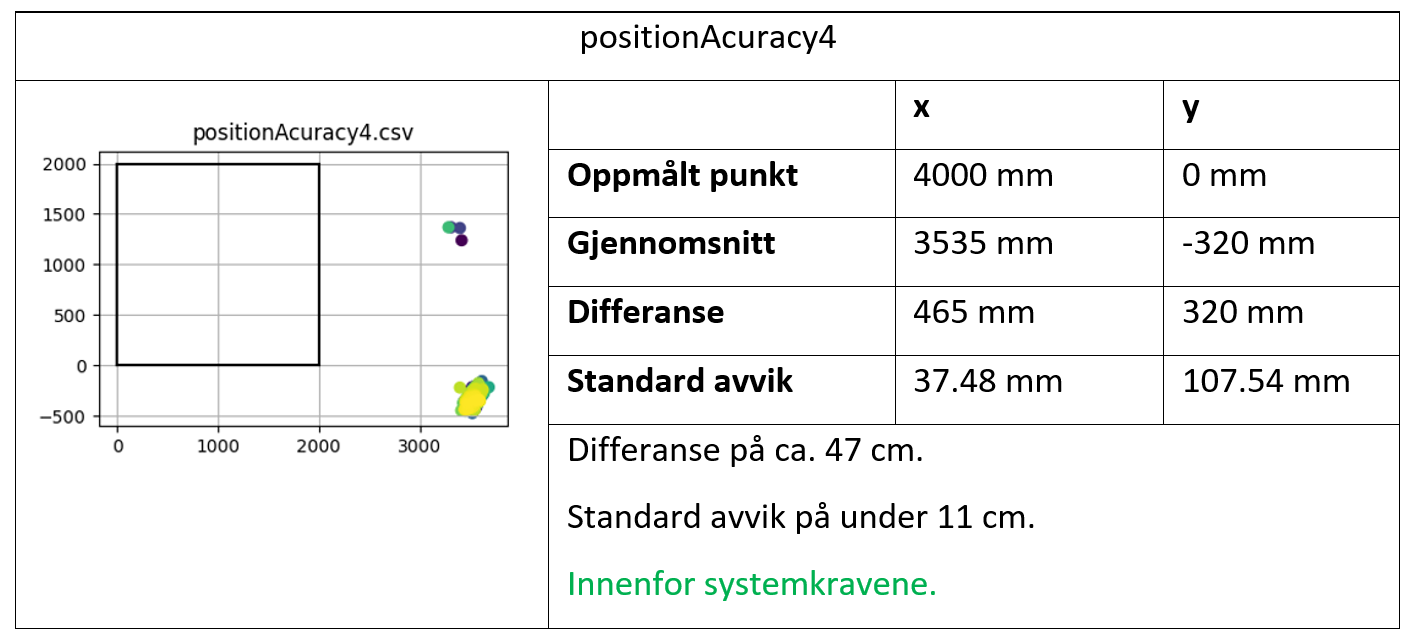 positionAcuracy4
positionAcuracy4.csv
2000
1500
1000
500
0
−500
0 1000 2000 3000
x y
Oppmålt punkt 4000 mm 0 mm
Gjennomsnitt 3535 mm -320 mm
Differanse 465 mm 320 mm
Standard avvik 37.48 mm 107.54 mm
Differanse på ca. 47 cm.
Standard avvik på under 11 cm.
Innenfor systemkravene.